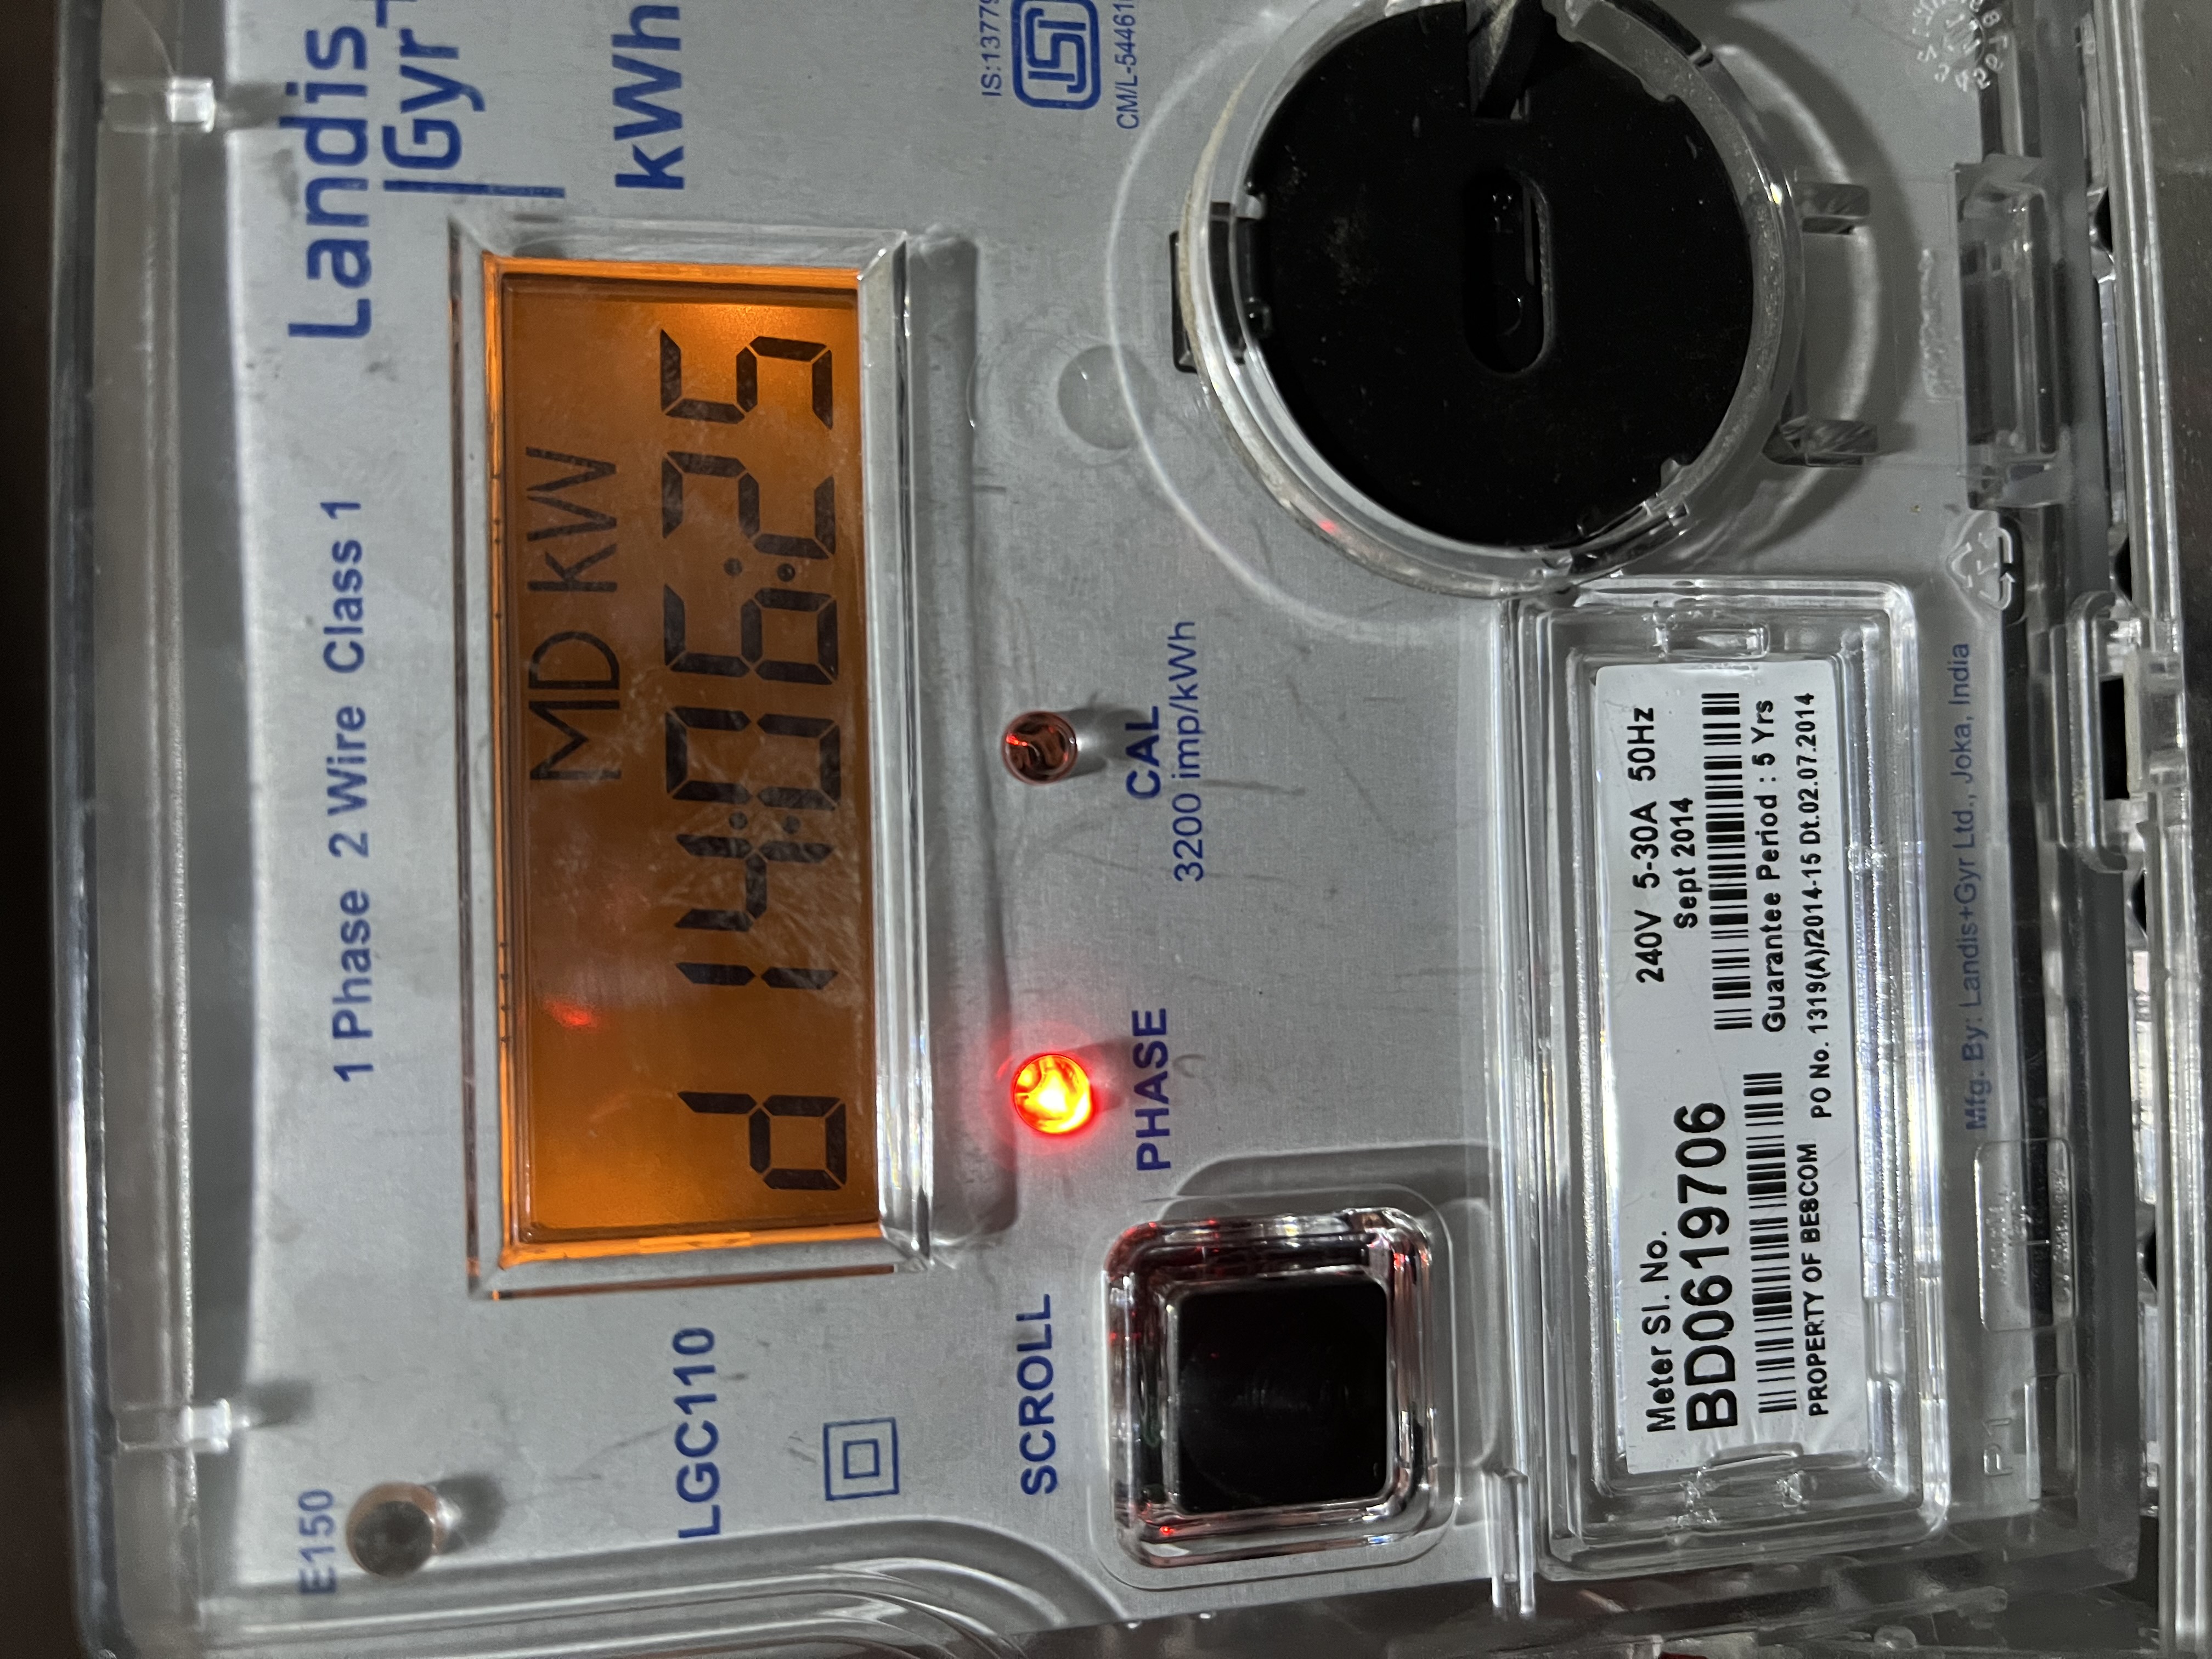 E150
1 Phase 2 Wire Class 1
Landis
Gyr
MD kW
d 14:06:25
kWh
LGC110
SCROLL
PHASE
CAL
3200 imp/kWh
IS:13779
ISI
CM/L-54461
Meter Sl. No.
BD0619706
PROPERTY OF BESCOM
240V 5-30A 50Hz
Sept 2014
Guarantee Period : 5 Yrs
PO No. 1319(A)/2014-15 Dt.02.07.2014
Mfg. By: Landis+Gyr Ltd., Joka, India
P1